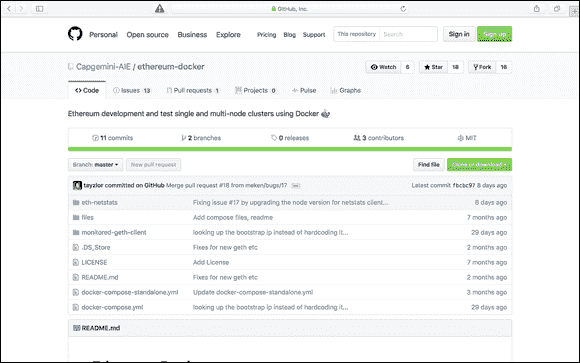 GitHub, Inc.
Personal Open source Business Explore Pricing Blog Support This repository Search Sign in Sign up
Capgemini-AIE / ethereum-docker Watch 6 Star 18 Fork 16
Code Issues 13 Pull requests 1 Projects 0 Pulse Graphs
Ethereum development and test single and multi-node clusters using Docker
11 commits 2 branches 0 releases 3 contributors MIT
Branch: master New pull request Find file Clone or download
tayzlor committed on GitHub Merge pull request #18 from meken/bugs/17 ... Latest commit fbcbc97 8 days ago
eth-netstats Fixing issue #17 by upgrading the node version for netstats client... 8 days ago
files Add compose files, readme 7 months ago
monitored-geth-client looking up the bootstrap ip instead of hardcoding it... 29 days ago
.DS_Store Fixes for new geth etc 2 months ago
LICENSE Add License 7 months ago
README.md Fixes for new geth etc 2 months ago
docker-compose-standalone.yml Update docker-compose-standalone.yml 3 months ago
docker-compose.yml looking up the bootstrap ip instead of hardcoding it... 29 days ago
README.md